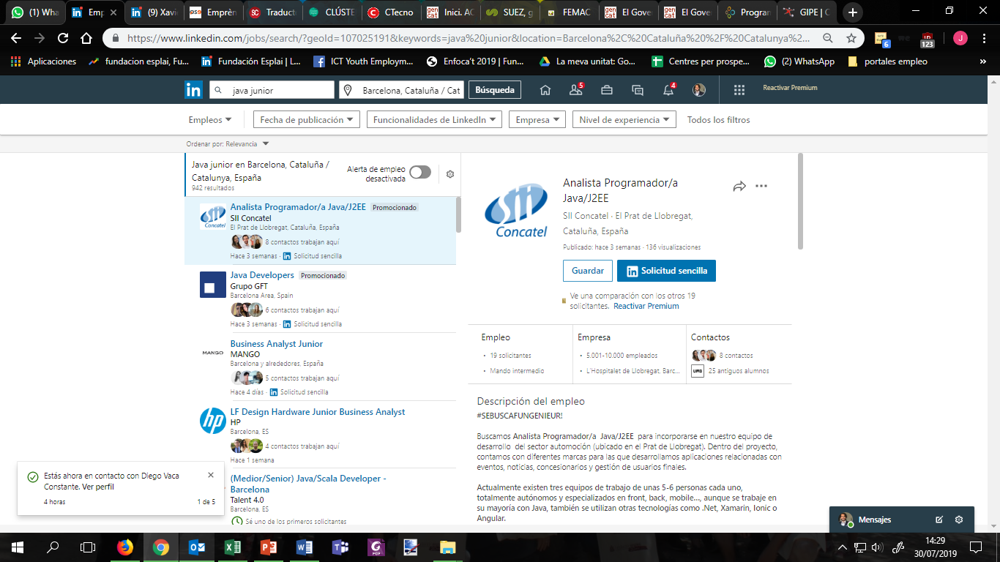 (1) Wha
Emp
(9) Xavi
Emprèn
Traducto
CLÚSTE
CTecno
Inici. AC
SUEZ, g
FEMAC
El Gove
El Gove
Program
GIPE | C
https://www.linkedin.com/jobs/search/?geoId=107025191&keywords=java%20junior&location=Barcelona%2C%20Cataluña%20%2F%20Catalunya%2...
Aplicaciones
fundacion esplai, Fu...
Fundación Esplai | L...
ICT Youth Employm...
Enfoca't 2019 | Fun...
La meva unitat: Go...
Centres per prospe...
(2) WhatsApp
portales empleo
java junior
Barcelona, Cataluña / Cat
Búsqueda
5
4
Reactivar Premium
Empleos
Fecha de publicación
Funcionalidades de LinkedIn
Empresa
Nivel de experiencia
Todos los filtros
Ordenar por: Relevancia
Java junior en Barcelona, Cataluña /
Catalunya, España
942 resultados
Alerta de empleo
desactivada
Analista Programador/a Java/J2EE Promocionado
SII Concatel
El Prat de Llobregat, Cataluña, España
8 contactos trabajan aquí
Hace 3 semanas · Solicitud sencilla
Java Developers Promocionado
Grupo GFT
Barcelona Area, Spain
6 contactos trabajan aquí
Hace 3 semanas · Solicitud sencilla
MANGO
Business Analyst Junior
MANGO
Barcelona y alrededores, España
5 contactos trabajan aquí
Hace 4 días · Solicitud sencilla
LF Design Hardware Junior Business Analyst
HP
Barcelona, ES
4 contactos trabajan aquí
Hace 1 semana
(Medior/Senior) Java/Scala Developer -
Barcelona
Talent 4.0
Barcelona, ES
Sé uno de los primeros solicitantes
Sii
Concatel
Analista Programador/a
Java/J2EE
SII Concatel · El Prat de Llobregat,
Cataluña, España
Publicado: hace 3 semanas · 136 visualizaciones
Guardar
Solicitud sencilla
Ve una comparación con los otros 19
solicitantes. Reactivar Premium
Empleo
19 solicitantes
Mando intermedio
Empresa
5.001-10.000 empleados
L'Hospitalet de Llobregat, Barc...
Contactos
8 contactos
25 antiguos alumnos
Descripción del empleo
#SEBUSCAFUNGENIEUR!
Buscamos Analista Programador/a Java/J2EE para incorporarse en nuestro equipo de
desarrollo del sector automoción (ubicado en el Prat de Llobregat). Dentro del proyecto,
contamos con diferentes marcas para las que desarrollamos aplicaciones relacionadas con
eventos, noticias, concesionarios y gestión de usuarios finales.
Actualmente existen tres equipos de trabajo de unas 5-6 personas cada uno,
totalmente autónomos y especializados en front, back, mobile..., aunque se trabaje en
su mayoría con Java, también se utilizan otras tecnologías como .Net, Xamarin, Ionic o
Angular.
Estás ahora en contacto con Diego Vaca
Constante. Ver perfil
4 horas
1 de 5
Mensajes
14:29
30/07/2019